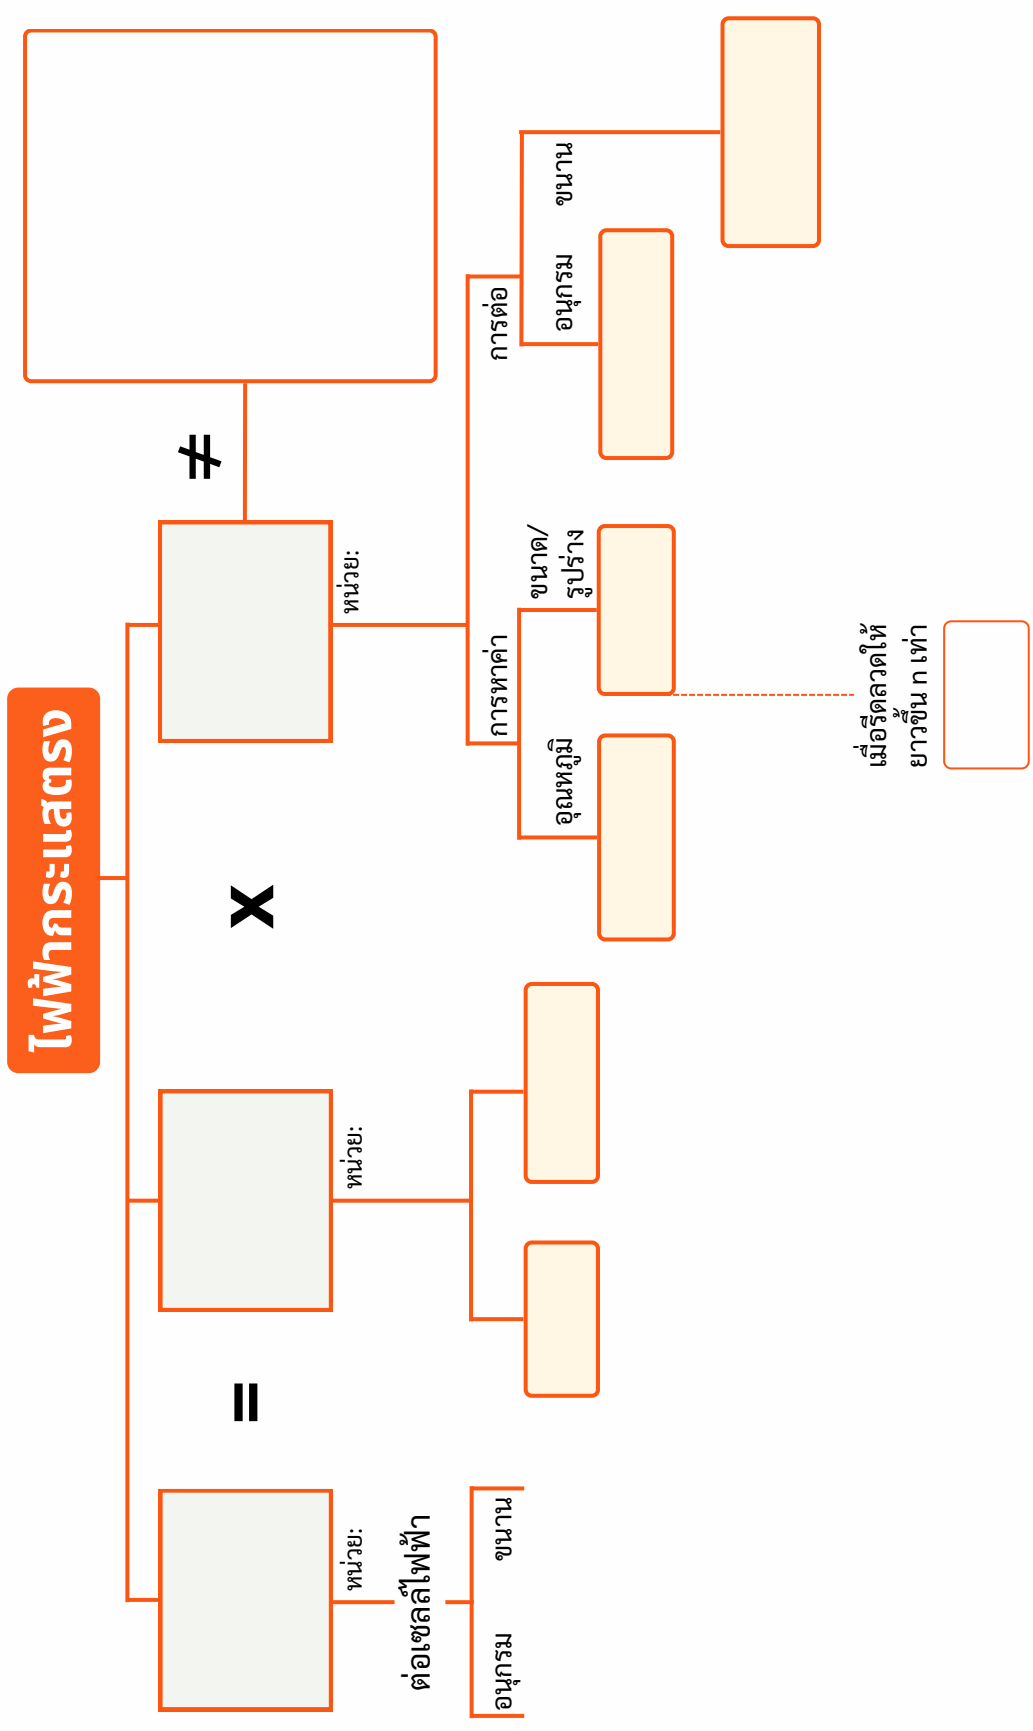 ไฟฟ้ากระแสตรง
=
X
≠
หน่วย:
หน่วย:
หน่วย:
ต่อเซลล์ไฟฟ้า
อนุกรม
ขนาน
การหาค่า
การต่อ
อุณหภูมิ
ขนาด/
รูปร่าง
อนุกรม
ขนาน
เมื่อรีดลวดให้
ยาวขึ้น n เท่า